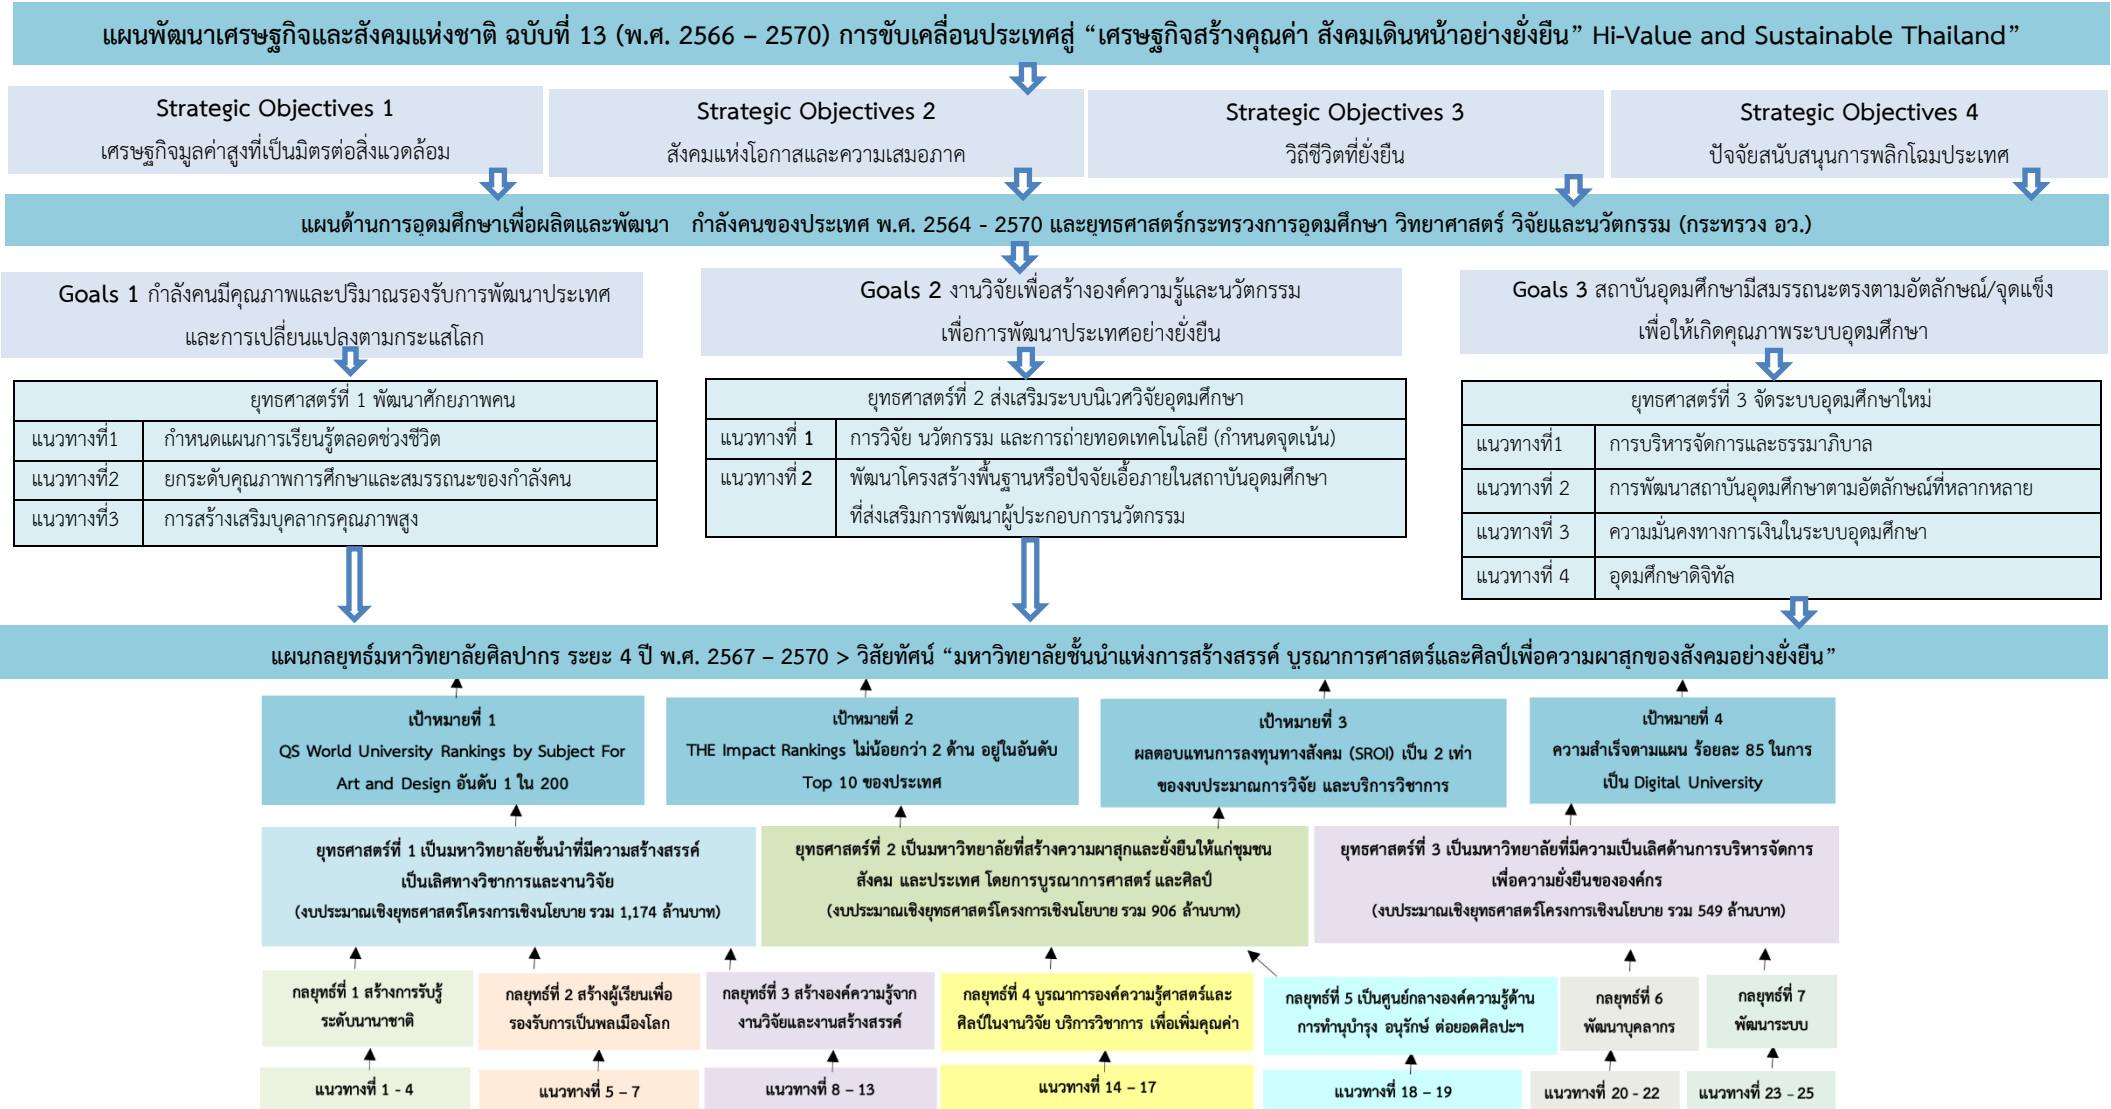 แผนพัฒนาเศรษฐกิจและสังคมแห่งชาติ ฉบับที่ 13 (พ.ศ. 2566 – 2570) การขับเคลื่อนประเทศสู่ “เศรษฐกิจสร้างคุณค่า สังคมเดินหน้าอย่างยั่งยืน” Hi-Value and Sustainable Thailand”
Strategic Objectives 1
เศรษฐกิจมูลค่าสูงที่เป็นมิตรต่อสิ่งแวดล้อม
Strategic Objectives 2
สังคมแห่งโอกาสและความเสมอภาค
Strategic Objectives 3
วิถีชีวิตที่ยั่งยืน
Strategic Objectives 4
ปัจจัยสนับสนุนการพลิกโฉมประเทศ
แผนด้านการอุดมศึกษาเพื่อผลิตและพัฒนา กำลังคนของประเทศ พ.ศ. 2564 - 2570 และยุทธศาสตร์กระทรวงการอุดมศึกษา วิทยาศาสตร์ วิจัยและนวัตกรรม (กระทรวง อว.)
Goals 1 กำลังคนมีคุณภาพและปริมาณรองรับการพัฒนาประเทศ
และการเปลี่ยนแปลงตามกระแสโลก
Goals 2 งานวิจัยเพื่อสร้างองค์ความรู้และนวัตกรรม
เพื่อการพัฒนาประเทศอย่างยั่งยืน
Goals 3 สถาบันอุดมศึกษามีสมรรถนะตรงตามอัตลักษณ์/จุดแข็ง
เพื่อให้เกิดคุณภาพระบบอุดมศึกษา
ยุทธศาสตร์ที่ 1 พัฒนาศักยภาพคน
แนวทางที่1 กำหนดแผนการเรียนรู้ตลอดช่วงชีวิต
แนวทางที่2 ยกระดับคุณภาพการศึกษาและสมรรถนะของกำลังคน
แนวทางที่3 การสร้างเสริมบุคลากรคุณภาพสูง
ยุทธศาสตร์ที่ 2 ส่งเสริมระบบนิเวศวิจัยอุดมศึกษา
แนวทางที่ 1 การวิจัย นวัตกรรม และการถ่ายทอดเทคโนโลยี (กำหนดจุดเน้น)
แนวทางที่ 2 พัฒนาโครงสร้างพื้นฐานหรือปัจจัยเอื้อภายในสถาบันอุดมศึกษา
ที่ส่งเสริมการพัฒนาผู้ประกอบการนวัตกรรม
ยุทธศาสตร์ที่ 3 จัดระบบอุดมศึกษาใหม่
แนวทางที่1 การบริหารจัดการและธรรมาภิบาล
แนวทางที่ 2 การพัฒนาสถาบันอุดมศึกษาตามอัตลักษณ์ที่หลากหลาย
แนวทางที่ 3 ความมั่นคงทางการเงินในระบบอุดมศึกษา
แนวทางที่ 4 อุดมศึกษาดิจิทัล
แผนกลยุทธ์มหาวิทยาลัยศิลปากร ระยะ 4 ปี พ.ศ. 2567 – 2570 > วิสัยทัศน์ “มหาวิทยาลัยชั้นนำแห่งการสร้างสรรค์ บูรณาการศาสตร์และศิลป์เพื่อความผาสุกของสังคมอย่างยั่งยืน”
เป้าหมายที่ 1
QS World University Rankings by Subject For
Art and Design อันดับ 1 ใน 200
เป้าหมายที่ 2
THE Impact Rankings ไม่น้อยกว่า 2 ด้าน อยู่ในอันดับ
Top 10 ของประเทศ
เป้าหมายที่ 3
ผลตอบแทนการลงทุนทางสังคม (SROI) เป็น 2 เท่า
ของงบประมาณการวิจัย และบริการวิชาการ
เป้าหมายที่ 4
ความสำเร็จตามแผน ร้อยละ 85 ในการ
เป็น Digital University
ยุทธศาสตร์ที่ 1 เป็นมหาวิทยาลัยชั้นนำที่มีความสร้างสรรค์
เป็นเลิศทางวิชาการและงานวิจัย
(งบประมาณเชิงยุทธศาสตร์โครงการเชิงนโยบาย รวม 1,174 ล้านบาท)
ยุทธศาสตร์ที่ 2 เป็นมหาวิทยาลัยที่สร้างความผาสุกและยั่งยืนให้แก่ชุมชน
สังคม และประเทศ โดยการบูรณาการศาสตร์ และศิลป์
(งบประมาณเชิงยุทธศาสตร์โครงการเชิงนโยบาย รวม 906 ล้านบาท)
ยุทธศาสตร์ที่ 3 เป็นมหาวิทยาลัยที่มีความเป็นเลิศด้านการบริหารจัดการ
เพื่อความยั่งยืนขององค์กร
(งบประมาณเชิงยุทธศาสตร์โครงการเชิงนโยบาย รวม 549 ล้านบาท)
กลยุทธ์ที่ 1 สร้างการรับรู้
ระดับนานาชาติ
กลยุทธ์ที่ 2 สร้างผู้เรียนเพื่อ
รองรับการเป็นพลเมืองโลก
กลยุทธ์ที่ 3 สร้างองค์ความรู้จาก
งานวิจัยและงานสร้างสรรค์
กลยุทธ์ที่ 4 บูรณาการองค์ความรู้ศาสตร์และ
ศิลป์ในงานวิจัย บริการวิชาการ เพื่อเพิ่มคุณค่า
กลยุทธ์ที่ 5 เป็นศูนย์กลางองค์ความรู้ด้าน
การทำนุบำรุง อนุรักษ์ ต่อยอดศิลปะฯ
กลยุทธ์ที่ 6
พัฒนาบุคลากร
กลยุทธ์ที่ 7
พัฒนาระบบ
แนวทางที่ 1 - 4
แนวทางที่ 5 – 7
แนวทางที่ 8 – 13
แนวทางที่ 14 – 17
แนวทางที่ 18 – 19
แนวทางที่ 20 - 22
แนวทางที่ 23 – 25